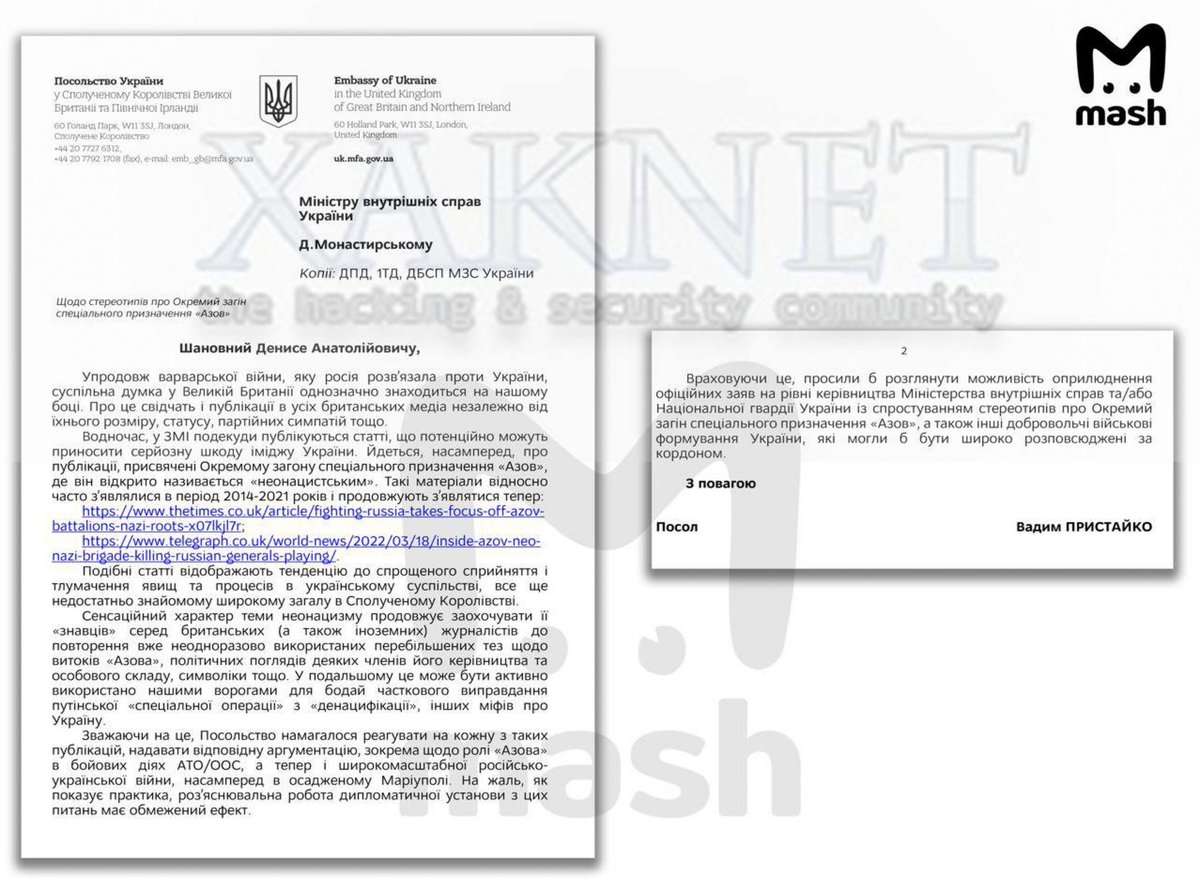 mash
XAKNET
the hacking & security community
Посольство України
у Сполученому Королівстві Великої
Британії та Північної Ірландії
60 Голанд Парк, W11 3SJ, Лондон,
Сполучене Королівство
+44 20 7727 6312,
+44 20 7792 1708 (fax), e-mail: emb_gb@mfa.gov.ua
Embassy of Ukraine
in the United Kingdom
of Great Britain and Northern Ireland
60 Holland Park, W11 3SJ, London,
United Kingdom
uk.mfa.gov.ua
Міністру внутрішніх справ
України
Д.Монастирському
Копії: ДПД, 1ТД, ДБСП МЗС України
Щодо стереотипів про Окремий загін
спеціального призначення «Азов»
Шановний Денисе Анатолійовичу,
Упродовж варварської війни, яку росія розв'язала проти України,
суспільна думка у Великій Британії однозначно знаходиться на нашому
боці. Про це свідчать і публікації в усіх британських медіа незалежно від
їхнього розміру, статусу, партійних симпатій тощо.
Водночас, у ЗМІ подекуди публікуються статті, що потенційно можуть
приносити серйозну шкоду іміджу України. Йдеться, насамперед, про
публікації, присвячені Окремому загону спеціального призначення «Азов»,
де він відкрито називається «неонацистським». Такі матеріали відносно
часто з'являлися в період 2014-2021 років і продовжують з'являтися тепер:
https://www.thetimes.co.uk/article/fighting-russia-takes-focus-off-azov-
battalions-nazi-roots-x07lkjl7r;
https://www.telegraph.co.uk/world-news/2022/03/18/inside-azov-neo-
nazi-brigade-killing-russian-generals-playing/.
Подібні статті відображають тенденцію до спрощеного сприйняття і
тлумачення явищ та процесів в українському суспільстві, все ще
недостатньо знайомому широкому загалу в Сполученому Королівстві.
Сенсаційний характер теми неонацизму продовжує заохочувати її
«знавців» серед британських (а також іноземних) журналістів до
повторення вже неодноразово використаних перебільшених тез щодо
витоків «Азова», політичних поглядів деяких членів його керівництва та
особового складу, символіки тощо. У подальшому це може бути активно
використано нашими ворогами для бодай часткового виправдання
путінської «спеціальної операції» з «денацифікації», інших міфів про
Україну.
Зважаючи на це, Посольство намагалося реагувати на кожну з таких
публікацій, надавати відповідну аргументацію, зокрема щодо ролі «Азова»
в бойових діях АТО/ООС, а тепер і широкомасштабної російсько-
української війни, насамперед в осадженому Маріуполі. На жаль, як
показує практика, роз'яснювальна робота дипломатичної установи з цих
питань має обмежений ефект.
2
Враховуючи це, просили б розглянути можливість оприлюднення
офіційних заяв на рівні керівництва Міністерства внутрішніх справ та/або
Національної гвардії України із спростуванням стереотипів про Окремий
загін спеціального призначення «Азов», а також інші добровольчі військові
формування України, які могли б бути широко розповсюджені за
кордоном.
З повагою
Посол Вадим ПРИСТАЙКО
mash